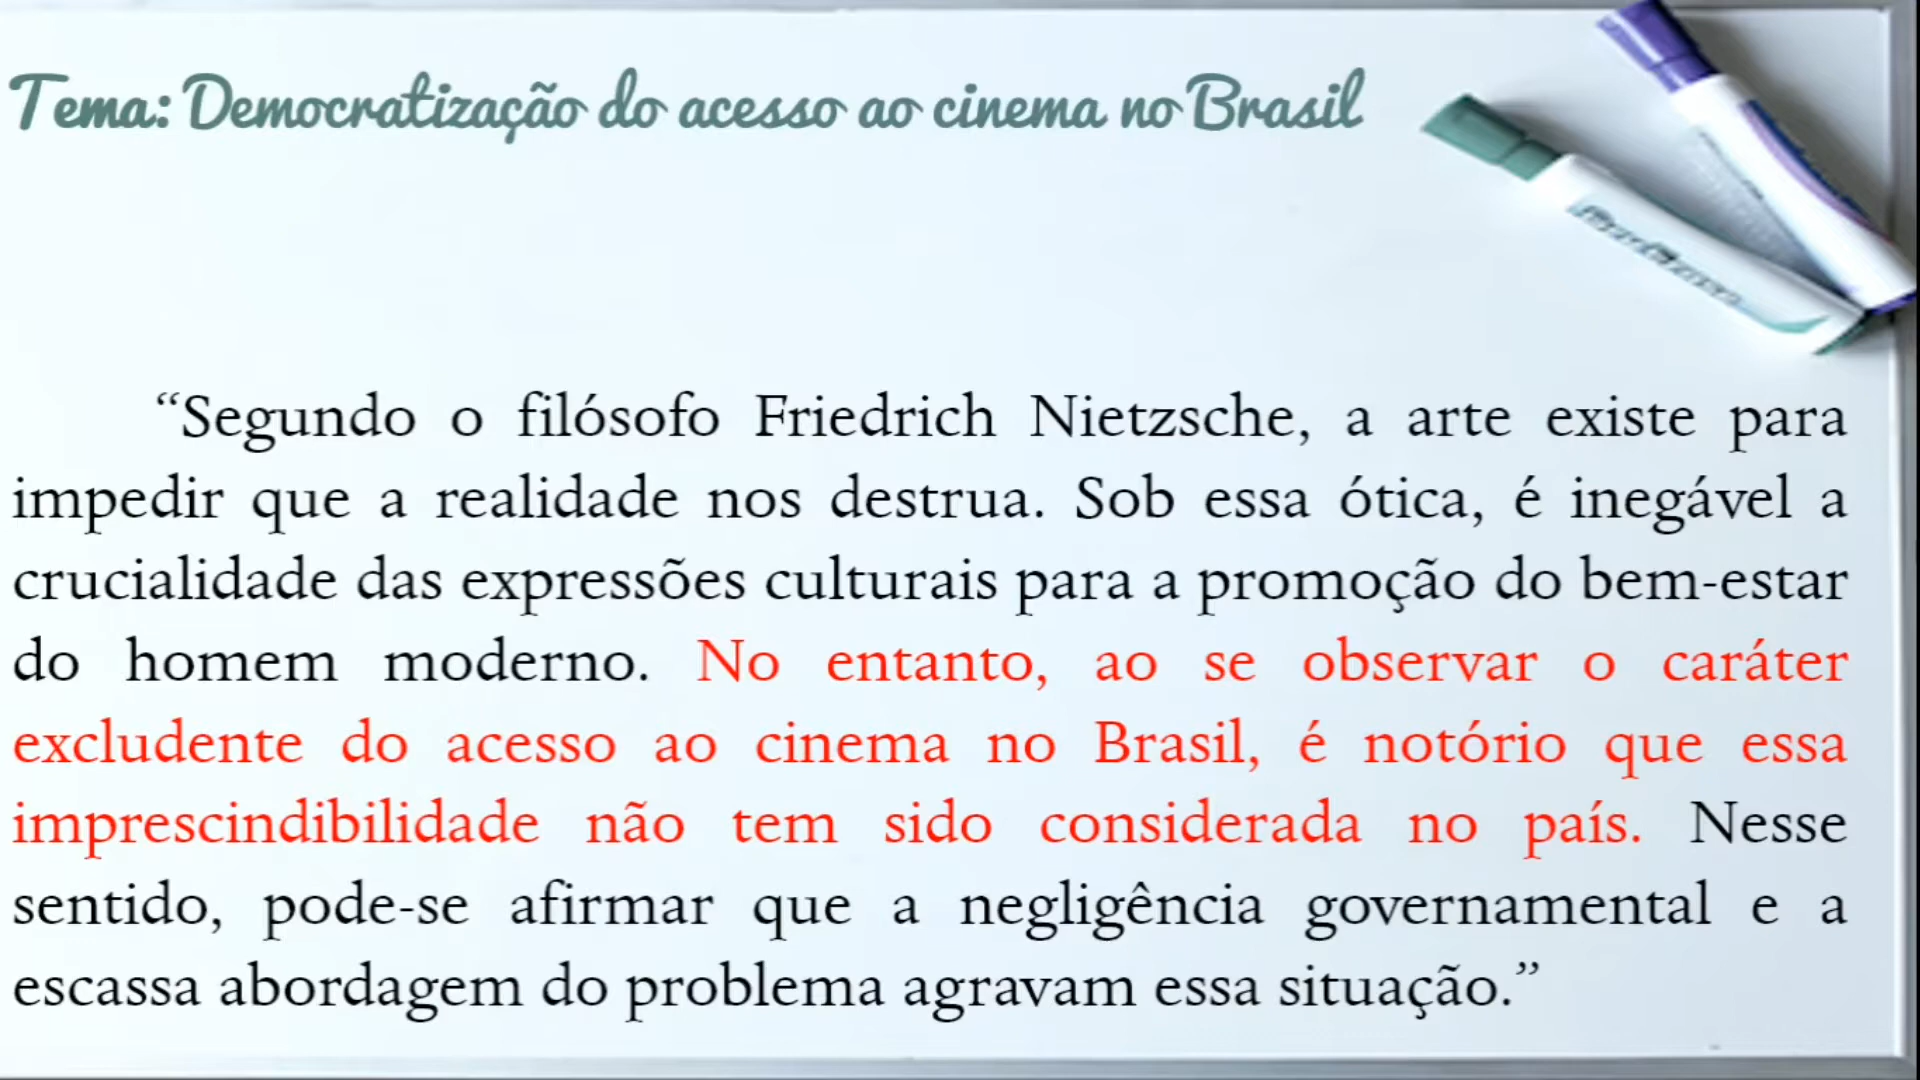 Tema: Democratização do acesso ao cinema no Brasil
“Segundo o filósofo Friedrich Nietzsche, a arte existe para
impedir que a realidade nos destrua. Sob essa ótica, é inegável a
crucialidade das expressões culturais para a promoção do bem-estar
do homem moderno. No entanto, ao se observar o caráter
excludente do acesso ao cinema no Brasil, é notório que essa
imprescindibilidade não tem sido considerada no país. Nesse
sentido, pode-se afirmar que a negligência governamental e a
escassa abordagem do problema agravam essa situação.”